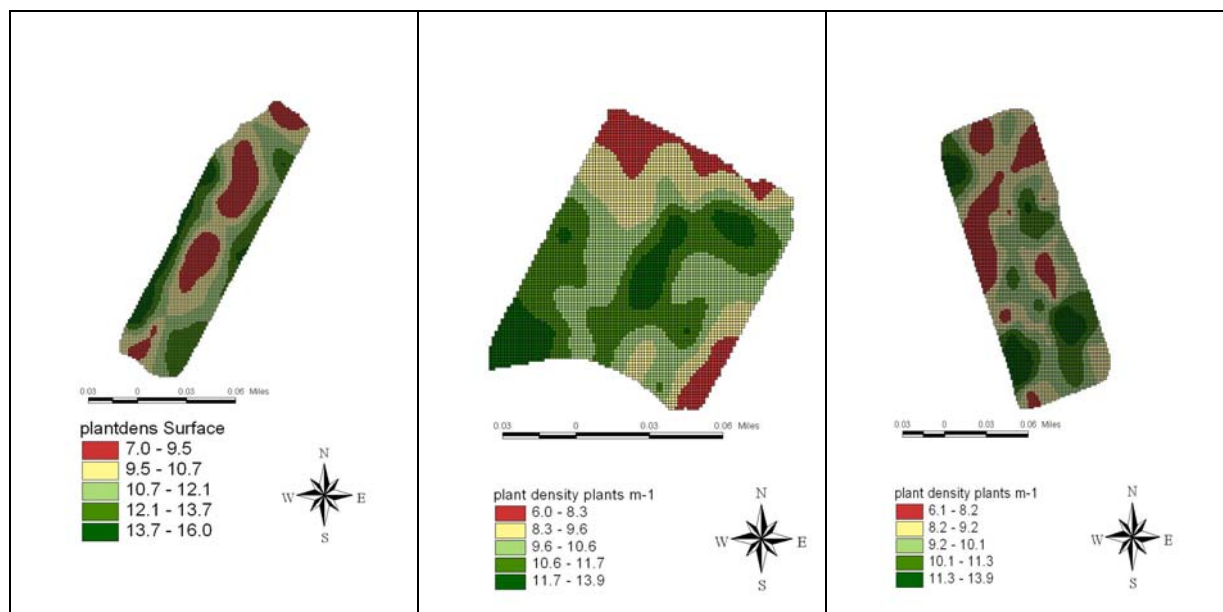 0.03 0 0.03 0.06 Miles
plantdens Surface
7.0 - 9.5
9.5 - 10.7
10.7 - 12.1
12.1 - 13.7
13.7 - 16.0
N
W E
S
0.03 0 0.03 0.06 Miles
plant density plants m-1
6.0 - 8.3
8.3 - 9.6
9.6 - 10.6
10.6 - 11.7
11.7 - 13.9
N
W E
S
0.03 0 0.03 0.06 Miles
plant density plants m-1
6.1 - 8.2
8.2 - 9.2
9.2 - 10.1
10.1 - 11.3
11.3 - 13.9
N
W E
S